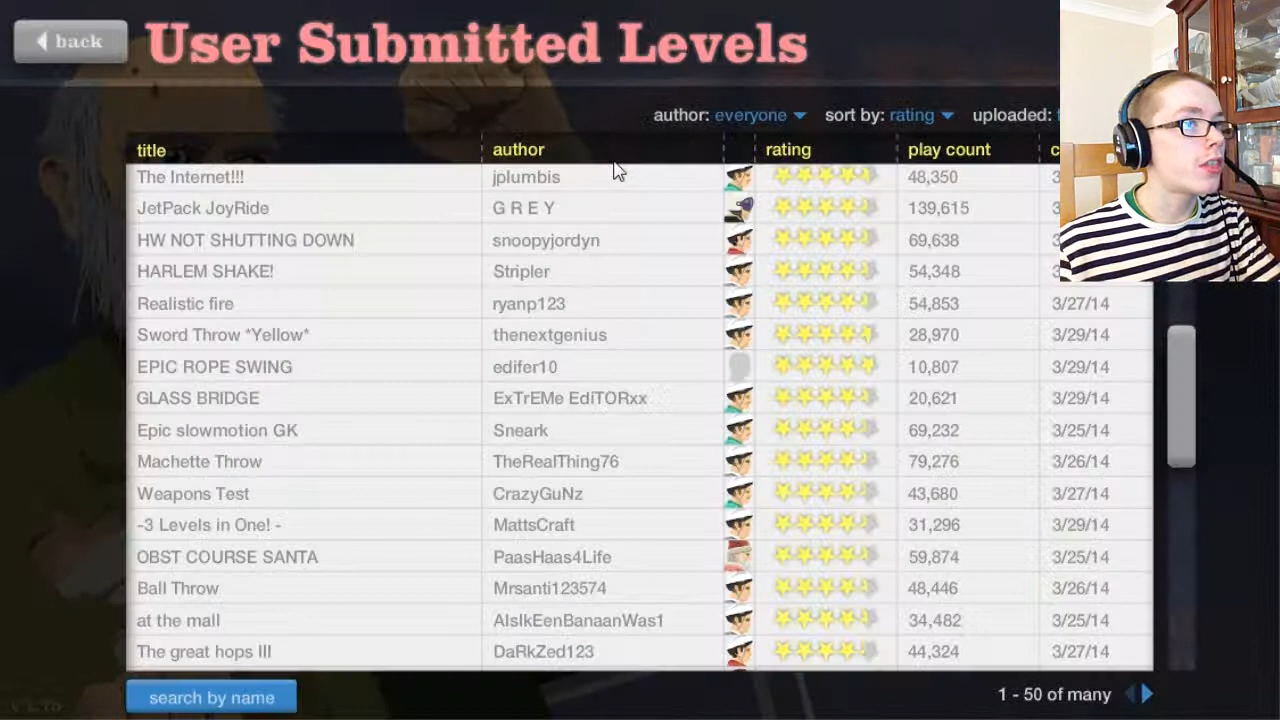 back
User Submitted Levels
author: everyone sort by: rating uploaded:
title author rating play count
The Internet!!! jplumbis 48,350
JetPack JoyRide G R E Y 139,615
HW NOT SHUTTING DOWN snoopyjordyn 69,638
HARLEM SHAKE! Stripler 54,348
Realistic fire ryanp123 54,853 3/27/14
Sword Throw *Yellow* thenextgenius 28,970 3/29/14
EPIC ROPE SWING edifer10 10,807 3/29/14
GLASS BRIDGE ExTrEMe EdiTORxx 20,621 3/29/14
Epic slowmotion GK Sneark 69,232 3/25/14
Machette Throw TheRealThing76 79,276 3/26/14
Weapons Test CrazyGuNz 43,680 3/27/14
-3 Levels in One! - MattsCraft 31,296 3/29/14
OBST COURSE SANTA PaasHaas4Life 59,874 3/25/14
Ball Throw Mrsanti123574 48,446 3/26/14
at the mall AlsIkEenBanaanWas1 34,482 3/25/14
The great hops III DaRkZed123 44,324 3/27/14
search by name 1 - 50 of many